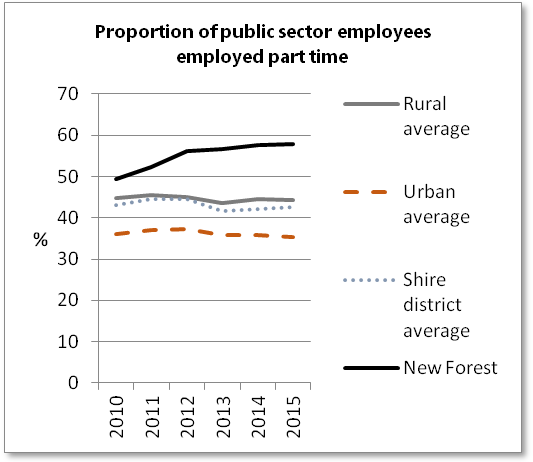 Proportion of public sector employees
employed part time
70
60
50
40
30
20
10
0
%
2010
2011
2012
2013
2014
2015
Rural
average
Urban
average
Shire
district
average
New Forest